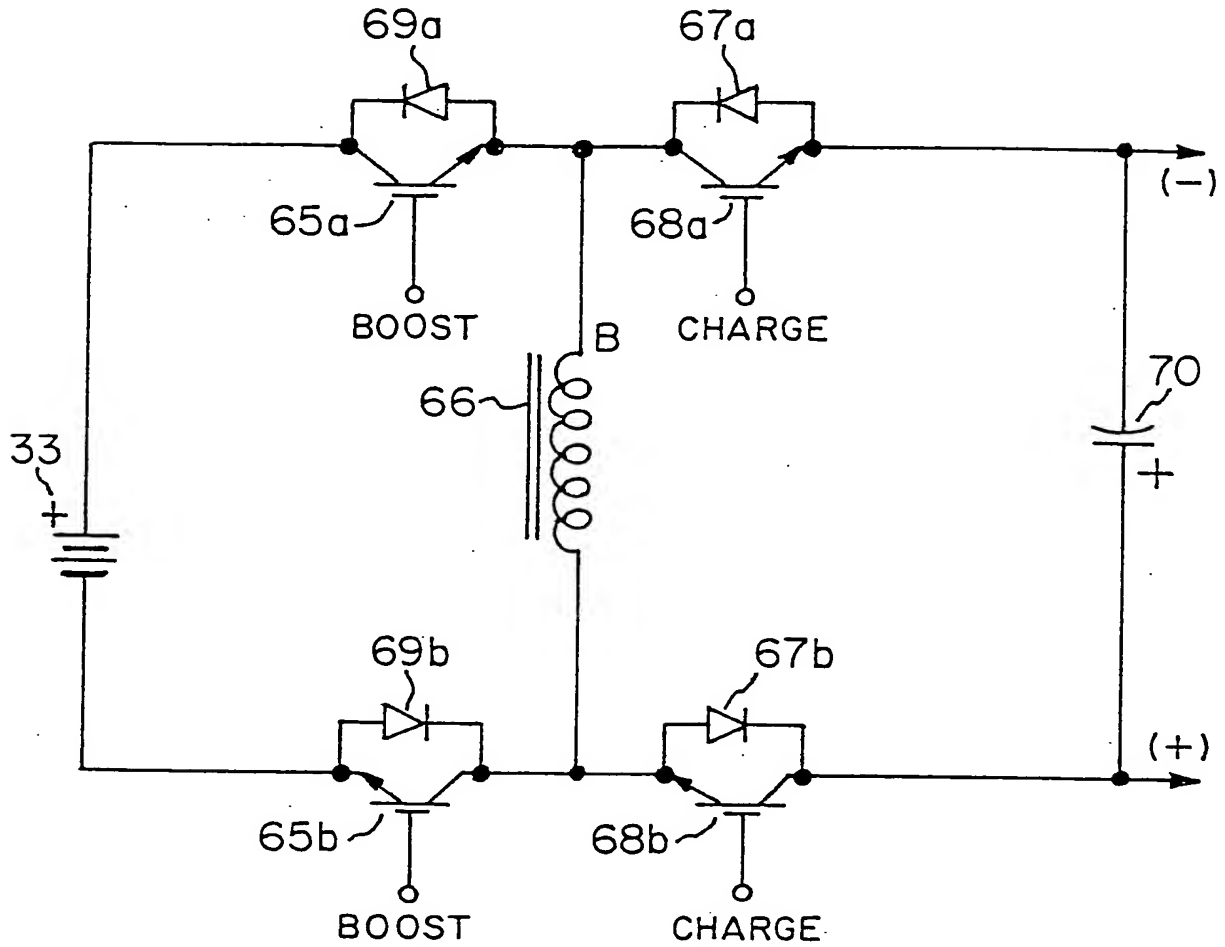 69a
67a
(-)
65a
68a
BOOST
CHARGE
B
66
70
33
+
+
69b
67b
(+)
65b
68b
BOOST
CHARGE